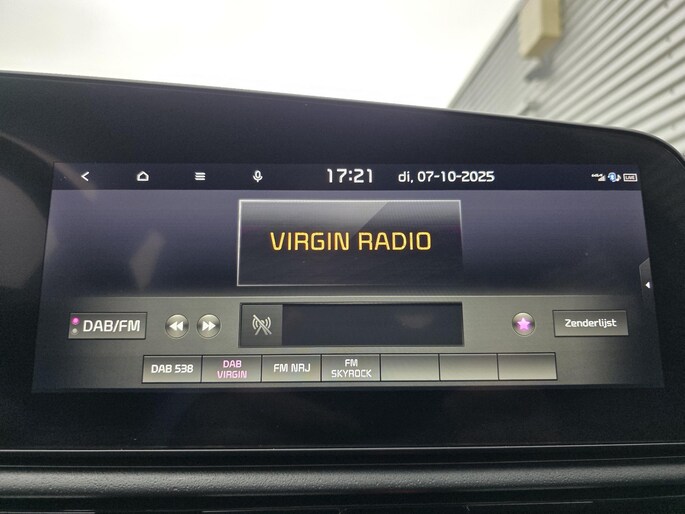 17:21 di, 07-10-2025 LIVE
VIRGIN RADIO
DAB/FM Zenderlijst
DAB 538 DAB VIRGIN FM NRJ FM SKYROCK